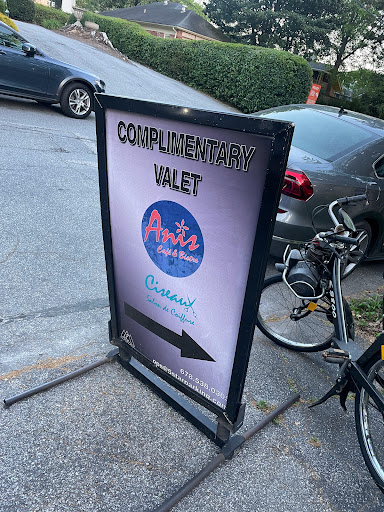 COMPLIMENTARY
VALET
Anis
Café & Bistro
Ciseaux
Salon de Coiffure